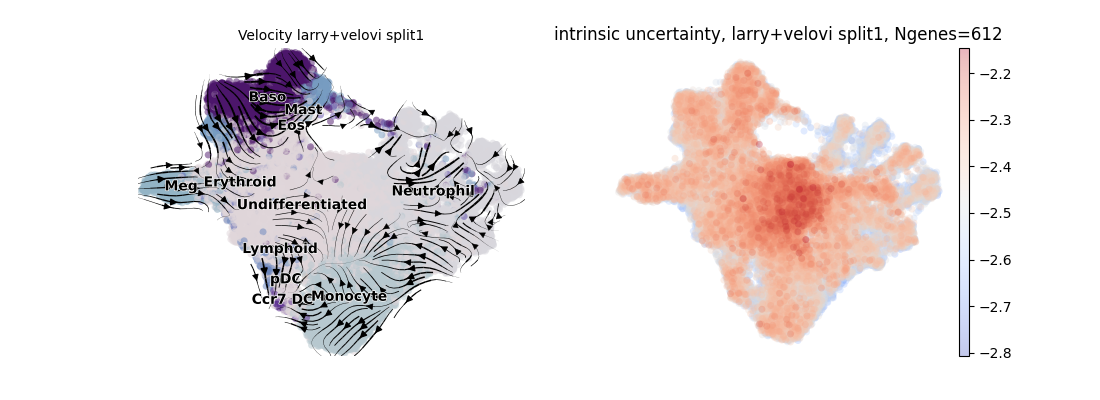 Velocity larry+velovi split1
intrinsic uncertainty, larry+velovi split1, Ngenes=612
Baso
Mast
Eos
Meg
Erythroid
Neutrophil
Undifferentiated
Lymphoid
pDC
Ccr7 DC
Monocyte
−2.2
−2.3
−2.4
−2.5
−2.6
−2.7
−2.8